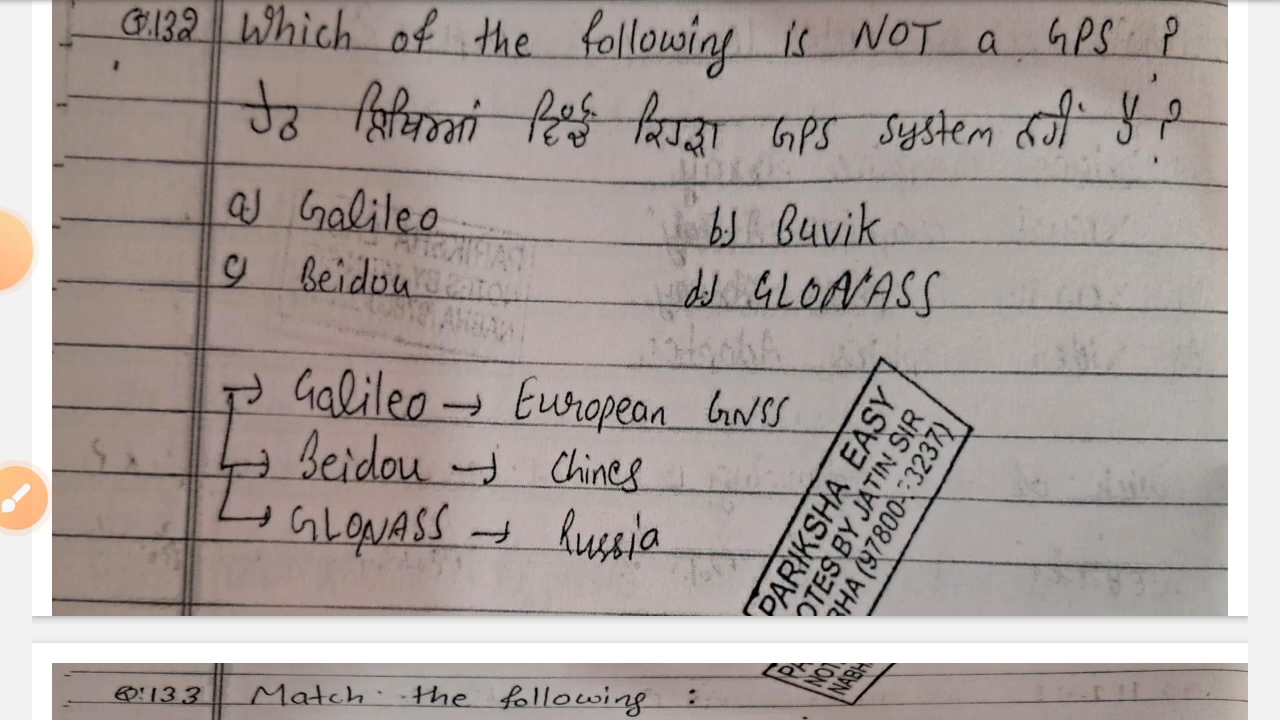 Q.132 Which of the following is NOT a GPS ?
ਹੇਠ ਲਿਖਿਆਂ ਵਿੱਚੋਂ ਕਿਹੜਾ GPS system ਨਹੀਂ ਹੈ ?
a) Galileo b) Buvik
c) Beidou d) GLONASS
→ Galileo → European GNSS
→ Beidou → Chines
→ GLONASS → Russia
PARIKSHA EASY
OTES BY JATIN SIR
Q.133 Match the following :